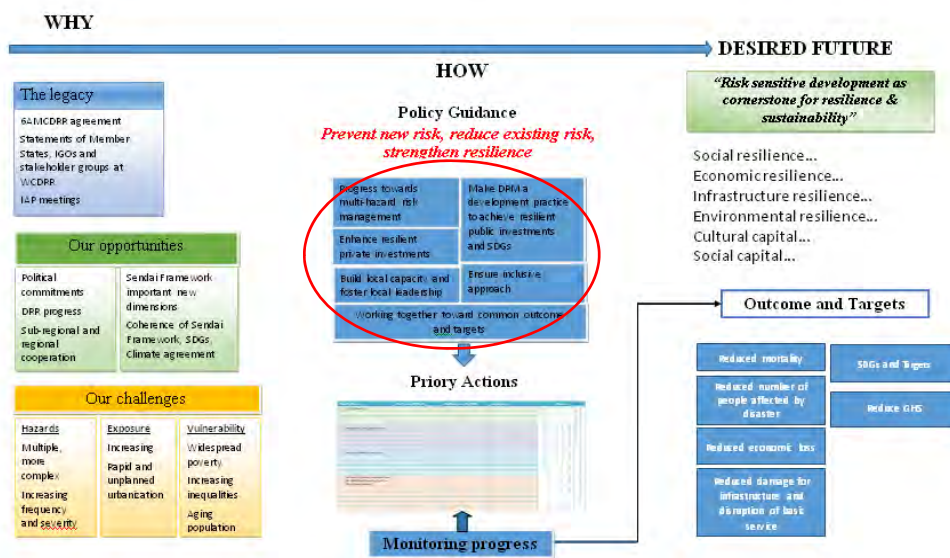 WHY
DESIRED FUTURE
HOW
The legacy
6AMCDRR agreement
Statements of Member
States, IGOs and
stakeholder groups at
WCDRR
IAP meetings
Our opportunities
Political
commitments
DRR progress
Sub-regional and
regional
cooperation
Sendai Framework
important new
dimensions
Coherence of Sendai
Framework, SDGs,
Climate agreement
Our challenges
Hazards
Multiple,
more
complex
Increasing
frequency
and severity
Exposure
Increasing
Rapid and
unplanned
urbanization
Vulnerability
Widespread
poverty
Increasing
inequalities
Aging
population
Policy Guidance
Prevent new risk, reduce existing risk,
strengthen resilience
Progress towards
multi-hazard risk
management
Enhance resilient
private investments
Build local capacity and
foster local leadership
Make DRM a
development practice
to achieve resilient
public investments
and SDGs
Ensure inclusive
approach
Working together toward common outcome
and targets
Priory Actions
Monitoring progress
"Risk sensitive development as
cornerstone for resilience &
sustainability"
Social resilience...
Economic resilience...
Infrastructure resilience...
Environmental resilience...
Cultural capital...
Social capital...
Outcome and Targets
Reduced mortality
Reduced number of
people affected by
disaster
Reduced economic loss
Reduced damage for
infrastructure and
disruption of basic
service
SDGs and Targets
Reduce GHS